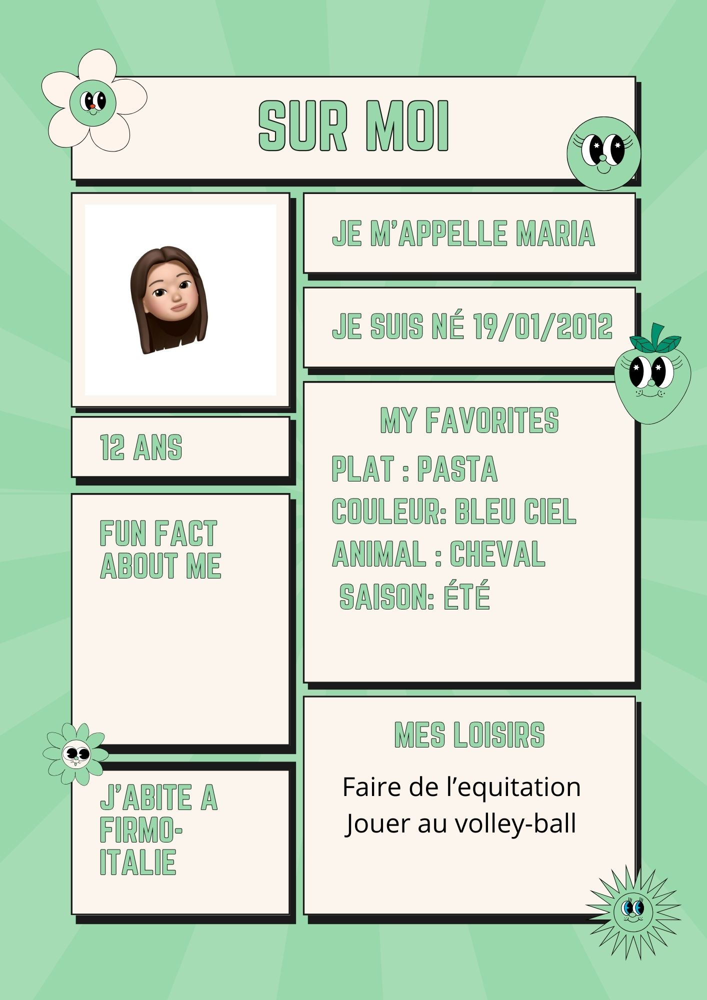 SUR MOI
JE M’APPELLE MARIA
JE SUIS NÉ 19/01/2012
12 ANS
MY FAVORITES
PLAT : PASTA
COULEUR: BLEU CIEL
ANIMAL : CHEVAL
SAISON: ÉTÉ
FUN FACT
ABOUT ME
MES LOISIRS
Faire de l’equitation
Jouer au volley-ball
J’ABITE A
FIRMO-
ITALIE